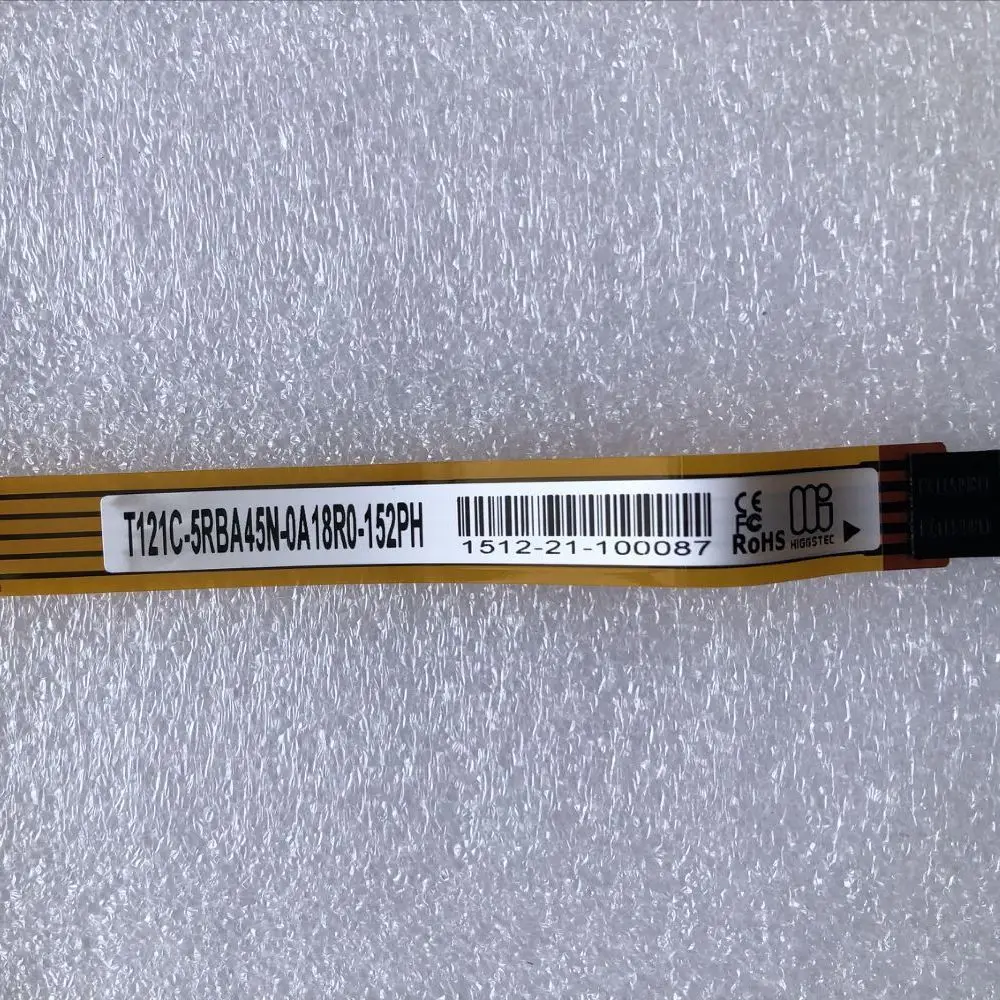 T121C-5RBA45N-0A18R0-152PH
1512-21-100087
CE
FC
RoHS
HIGGSTEC